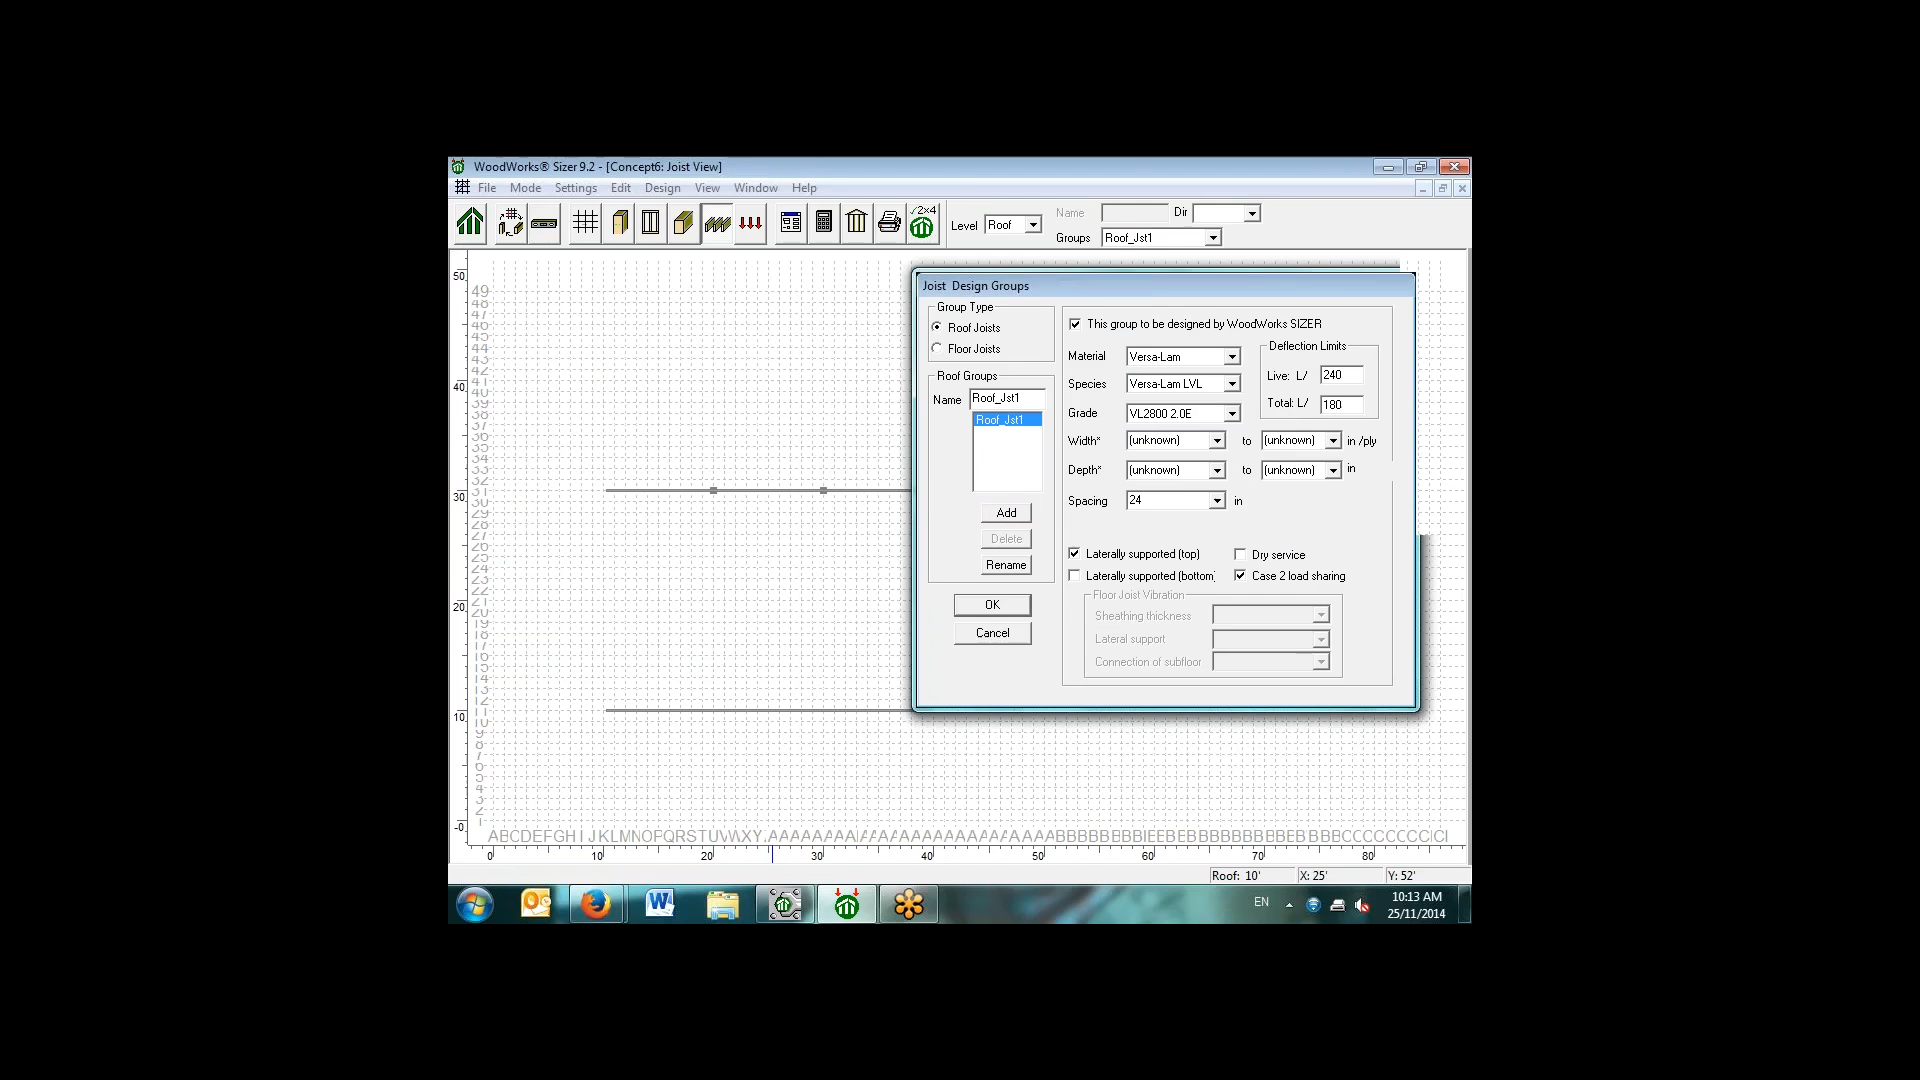 WoodWorks® Sizer 9.2 - [Concept6: Joist View]
File Mode Settings Edit Design View Window Help
2x4
Level Roof
Name
Dir
Groups Roof_Jst1
Joist Design Groups
Group Type
Roof Joists
Floor Joists
Roof Groups
Name Roof_Jst1
Roof_Jst1
Add
Delete
Rename
OK
Cancel
This group to be designed by WoodWorks SIZER
Material Versa-Lam
Species Versa-Lam LVL
Grade VL2800 2.0E
Width* (unknown) to (unknown) in /ply
Depth* (unknown) to (unknown) in
Spacing 24 in
Deflection Limits
Live: L/ 240
Total: L/ 180
Laterally supported (top)
Dry service
Laterally supported (bottom)
Case 2 load sharing
Floor Joist Vibration
Sheathing thickness
Lateral support
Connection of subfloor
50
40
30
20
10
-0
0 10 20 30 40 50 60 70 80
Roof: 10' X: 25' Y: 52'
EN
10:13 AM
25/11/2014